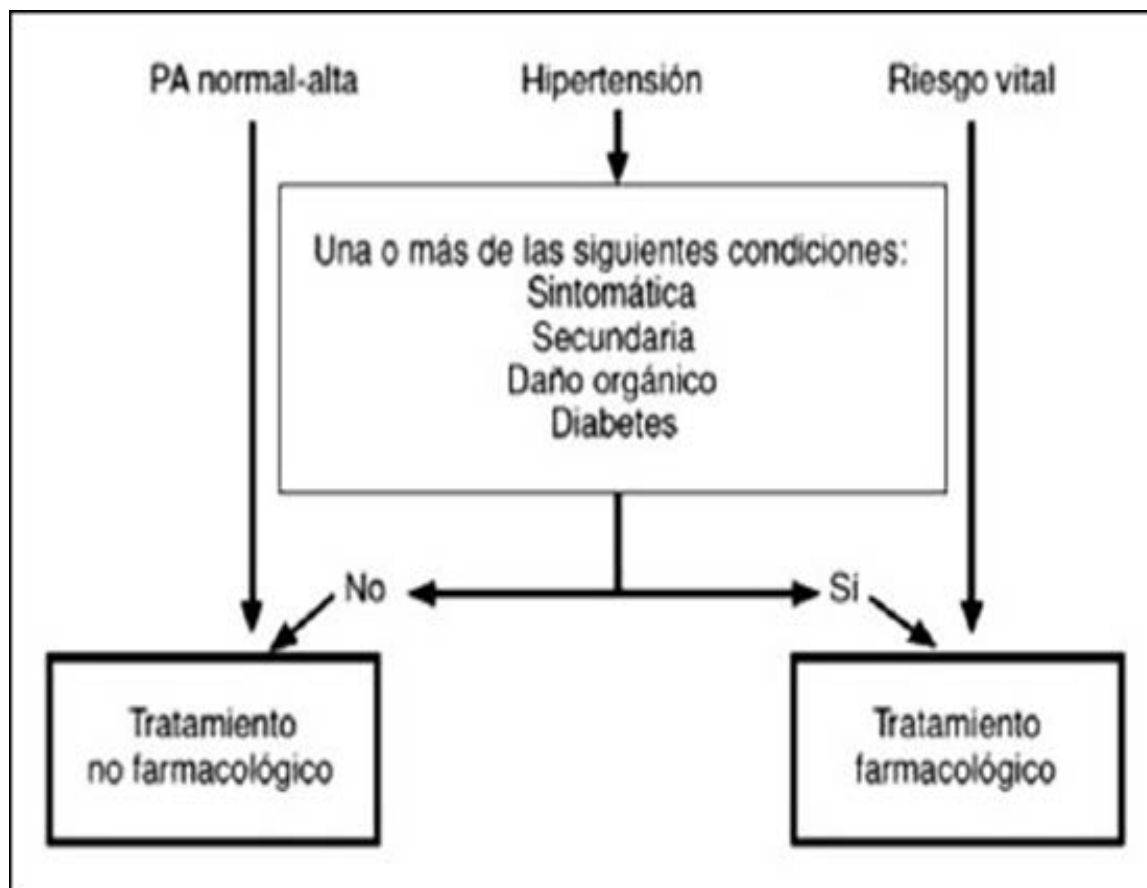 PA normal-alta
Hipertensión
Riesgo vital
Una o más de las siguientes condiciones:
Sintomática
Secundaria
Daño orgánico
Diabetes
No
Sí
Tratamiento
no farmacológico
Tratamiento
farmacológico